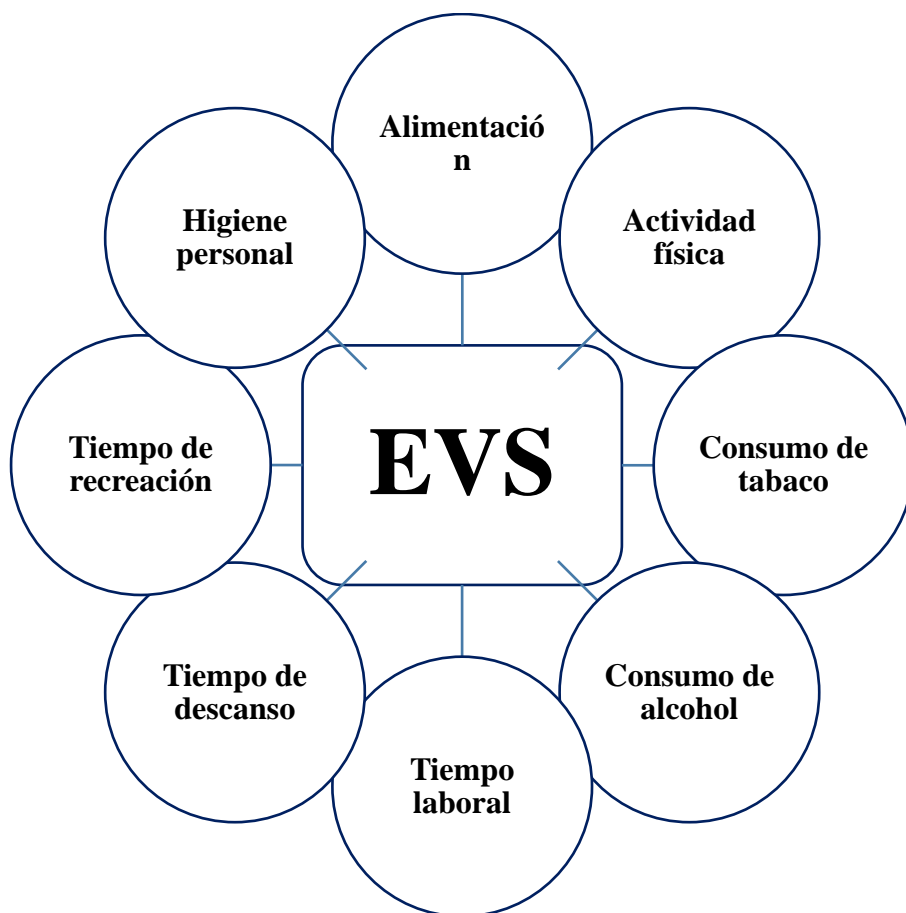 Alimentació
n
Actividad
física
Consumo de
tabaco
Consumo de
alcohol
Tiempo
laboral
Tiempo de
descanso
Tiempo de
recreación
Higiene
personal
EVS